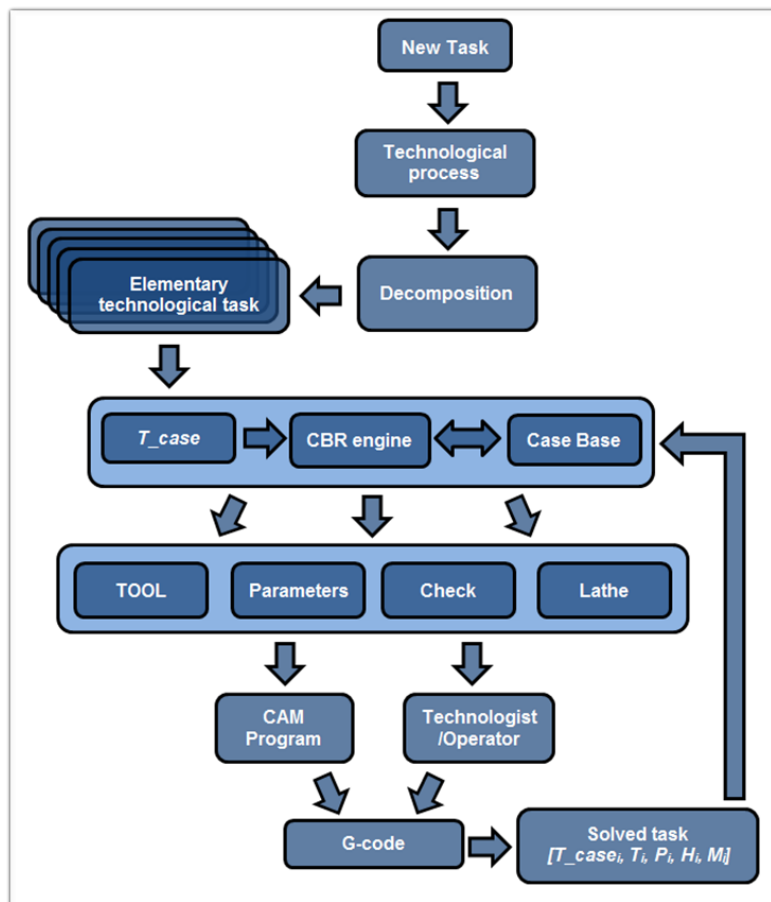 New Task
Technological
process
Decomposition
Elementary
technological task
T_case
CBR engine
Case Base
TOOL
Parameters
Check
Lathe
CAM
Program
Technologist
/Operator
G-code
Solved task
[T_caseᵢ, Tᵢ, Pᵢ, Hᵢ, Mᵢ]